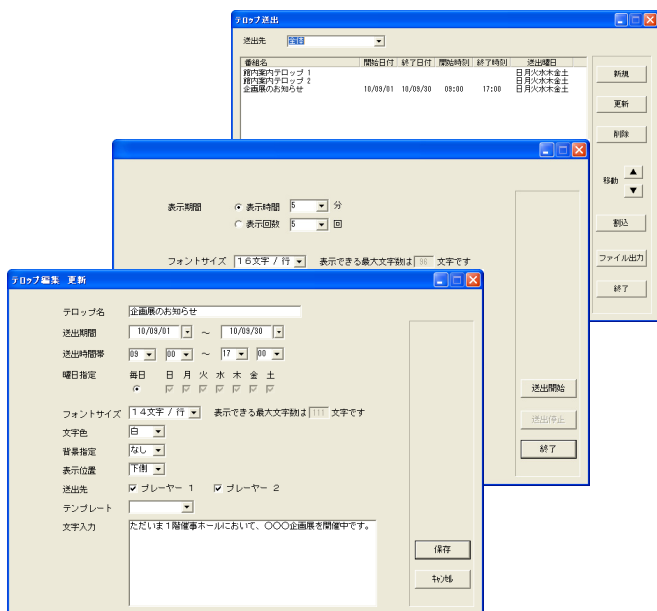 テロップ送出
送出先 全体
番組名 開始日付 終了日付 開始時刻 終了時刻 送出曜日
館内案内テロップ 1 日月火水木金土
館内案内テロップ 2 日月火水木金土
企画展のお知らせ 10/09/01 10/09/30 09:00 17:00 日月火水木金土
新規
更新
削除
移動 ▲
▼
割込
ファイル出力
終了
表示期間 表示時間 5 分
表示回数 5 回
フォントサイズ 16文字 / 行 表示できる最大文字数は 96 文字です
送出開始
送出停止
終了
テロップ編集 更新
テロップ名 企画展のお知らせ
送出期間 10/09/01 ~ 10/09/30
送出時間帯 09 00 ~ 17 00
曜日指定 毎日 日 月 火 水 木 金 土
フォントサイズ 14文字 / 行 表示できる最大文字数は 111 文字です
文字色 白
背景指定 なし
表示位置 下側
送出先 プレーヤー 1 プレーヤー 2
テンプレート
文字入力 ただいま1階催事ホールにおいて、〇〇〇企画展を開催中です。
保存
キャンセル